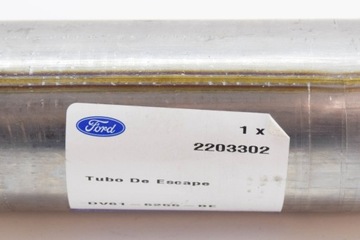 Ford
1 x
2203302
Tubo De Escape